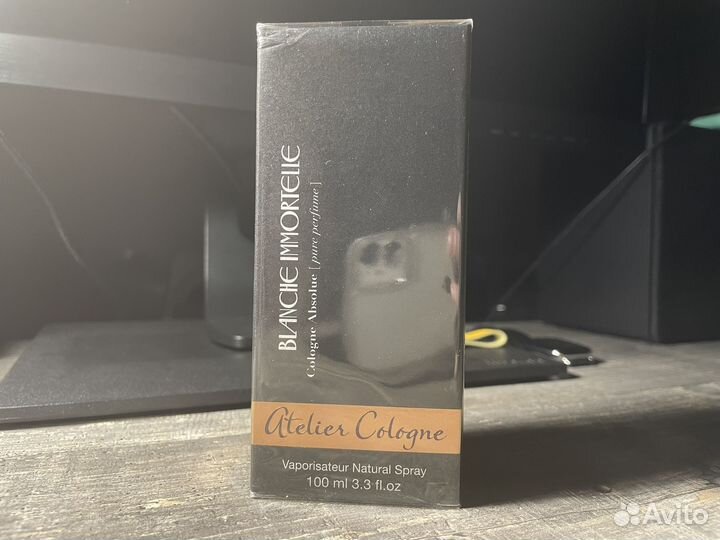 BLANCHE IMMORTELLE
Cologne Absolue [ pure perfume ]
Atelier Cologne
Vaporisateur Natural Spray
100 ml 3.3 fl.oz
Avito